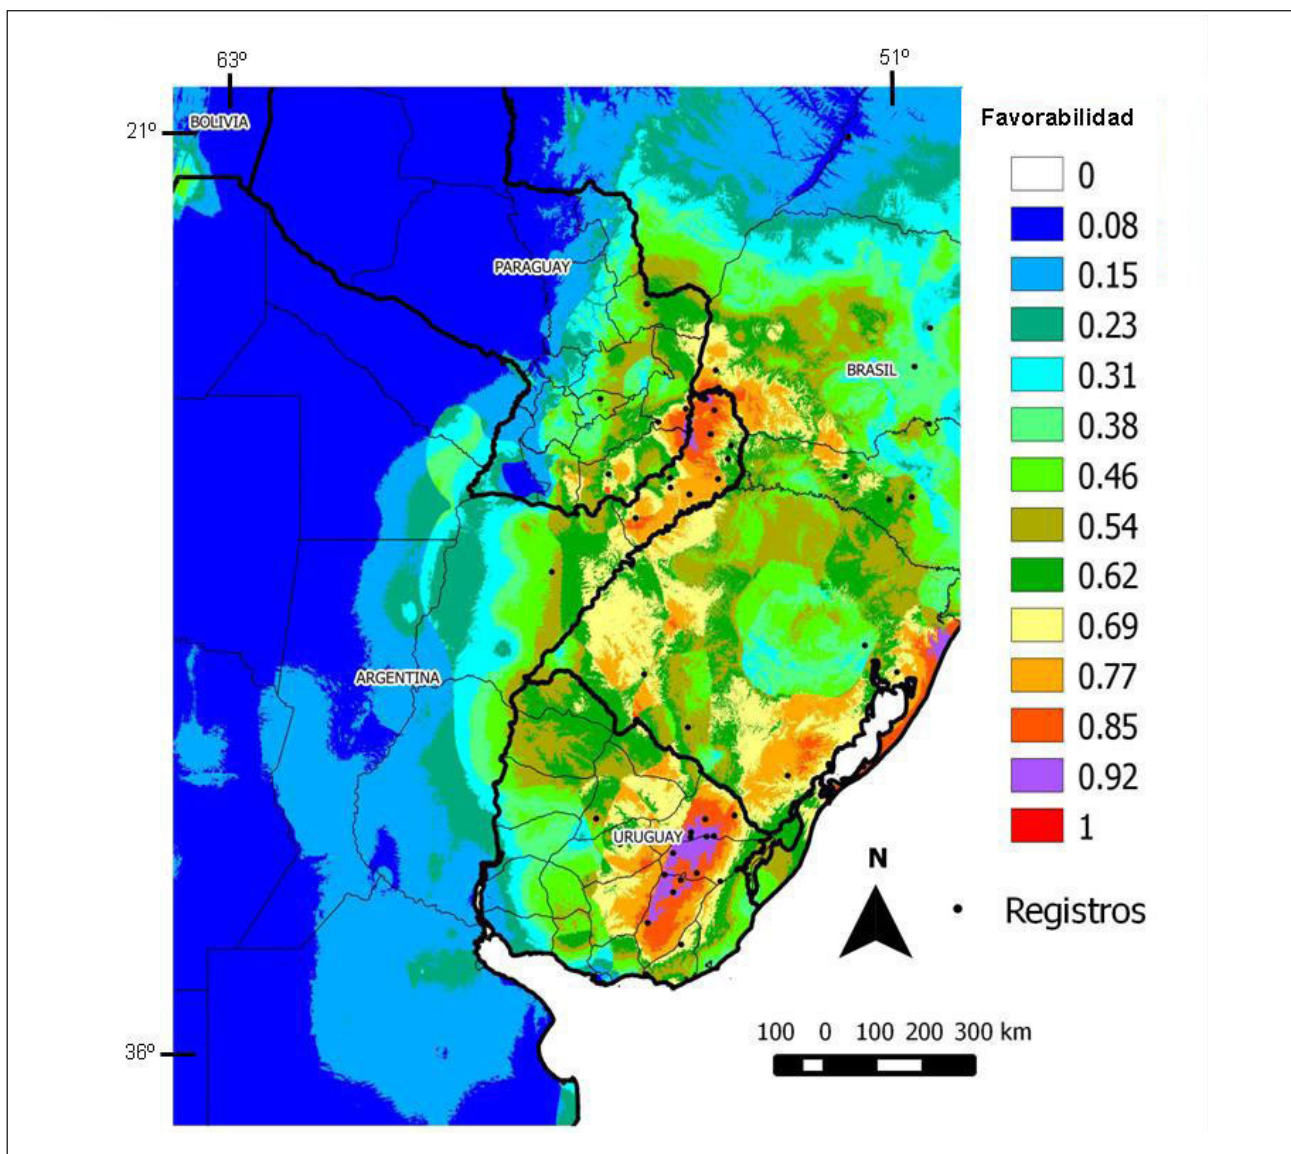 63º
51º
21º
BOLIVIA
Favorabilidad
0
0.08
0.15
PARAGUAY
0.23
0.31
BRASIL
0.38
0.46
0.54
0.62
0.69
ARGENTINA
0.77
0.85
0.92
1
URUGUAY
N
Registros
36º
100 0 100 200 300 km